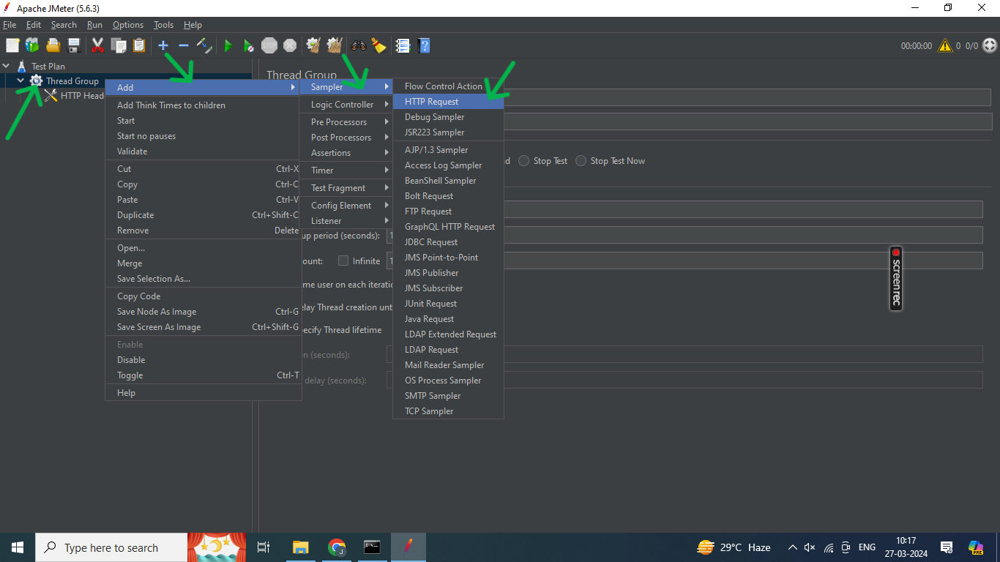 Apache JMeter (5.6.3)
File Edit Search Run Options Tools Help
STOP
00:00:00 0 0/0
Test Plan
Thread Group
HTTP Head
Add
Add Think Times to children
Start
Start no pauses
Validate
Cut Ctrl-X
Copy Ctrl-C
Paste Ctrl-V
Duplicate Ctrl+Shift-C
Remove Delete
Open...
Merge
Save Selection As...
Copy Code
Save Node As Image Ctrl-G
Save Screen As Image Ctrl+Shift-G
Enable
Disable
Toggle Ctrl-T
Help
Thread Group
Sampler
Logic Controller
Pre Processors
Post Processors
Assertions
Timer
Test Fragment
Config Element
Listener
Flow Control Action
HTTP Request
Debug Sampler
JSR223 Sampler
AJP/1.3 Sampler
Access Log Sampler
BeanShell Sampler
Bolt Request
FTP Request
GraphQL HTTP Request
JDBC Request
JMS Point-to-Point
JMS Publisher
JMS Subscriber
JUnit Request
Java Request
LDAP Extended Request
LDAP Request
Mail Reader Sampler
OS Process Sampler
SMTP Sampler
TCP Sampler
d Stop Test Stop Test Now
up period (seconds): 1
ount: Infinite 1
me user on each iteratio
elay Thread creation unt
ecify Thread lifetime
n (seconds):
delay (seconds):
screenrec
Type here to search
29°C Haze
ENG
10:17
27-03-2024
PRE